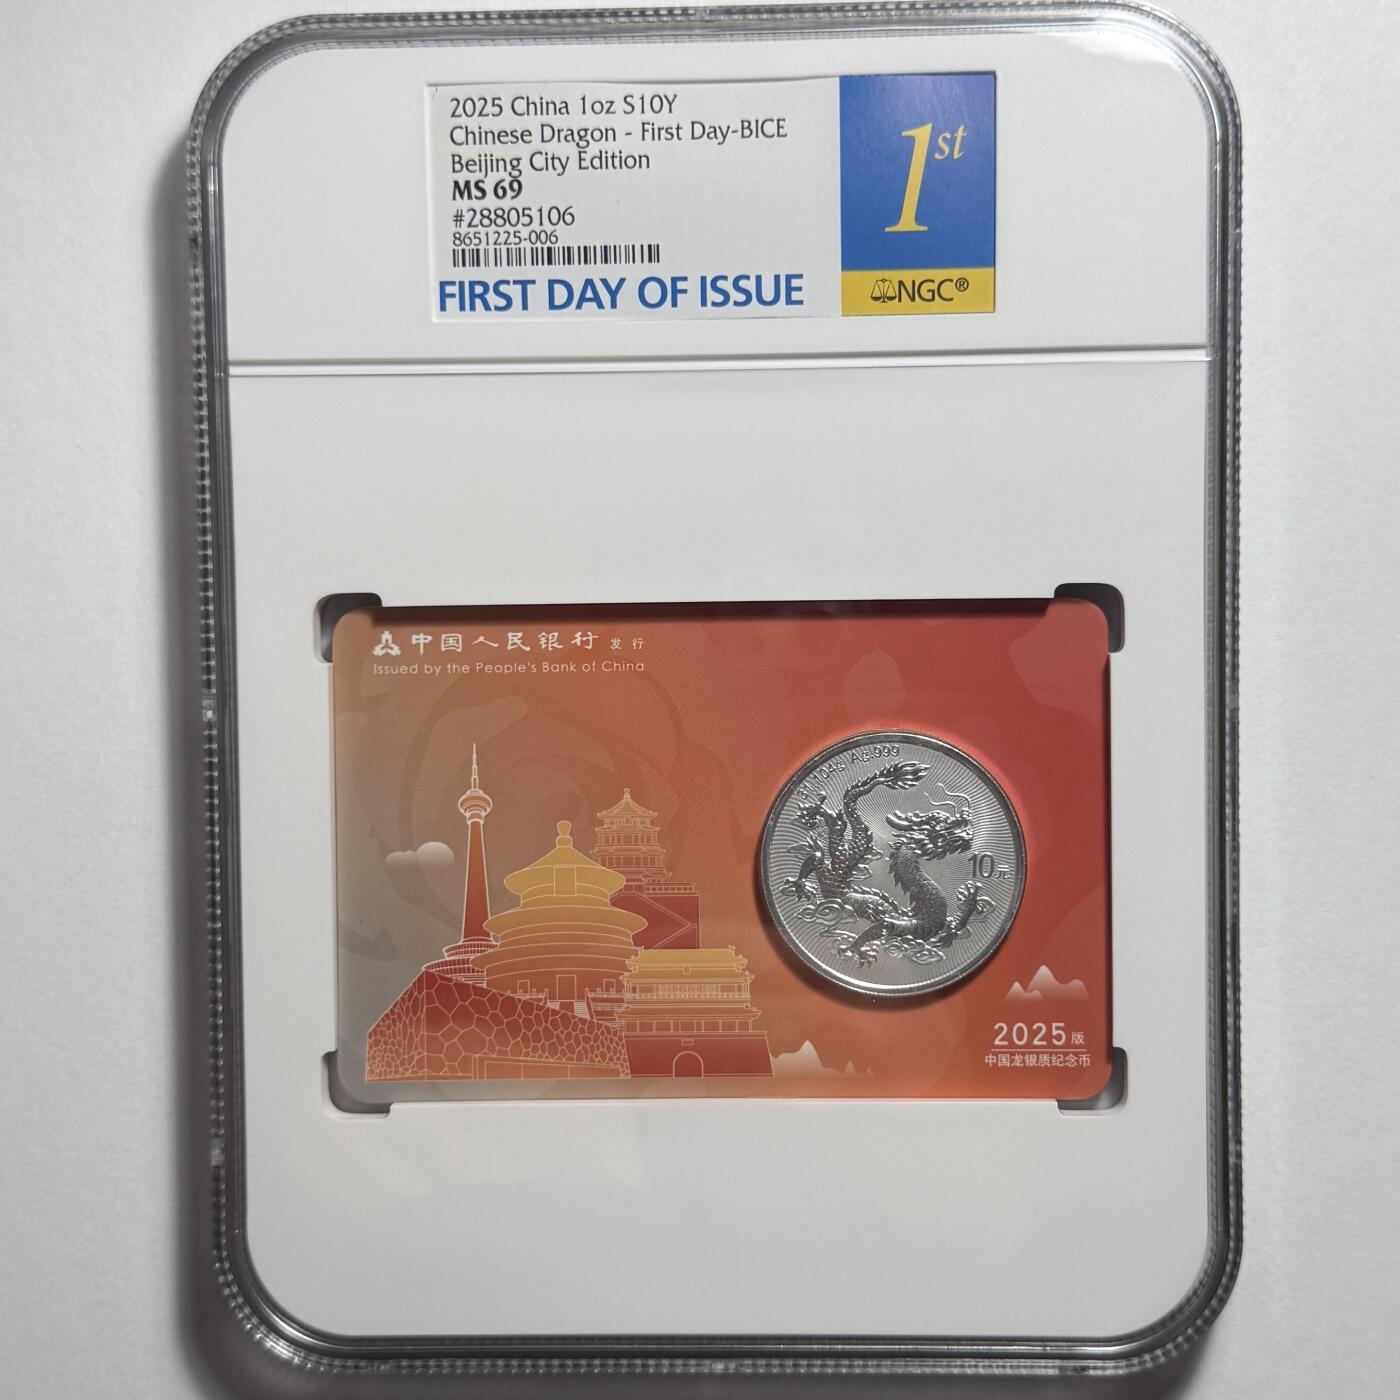 2025 China 1oz S10Y
Chinese Dragon - First Day-BICE
Beijing City Edition
MS 69
#28805106
8651225-006
FIRST DAY OF ISSUE
1st
NGC®
中国人民银行 发行
Issued by the People's Bank of China
31.104g Ag.999
10元
2025版
中国龙银质纪念币